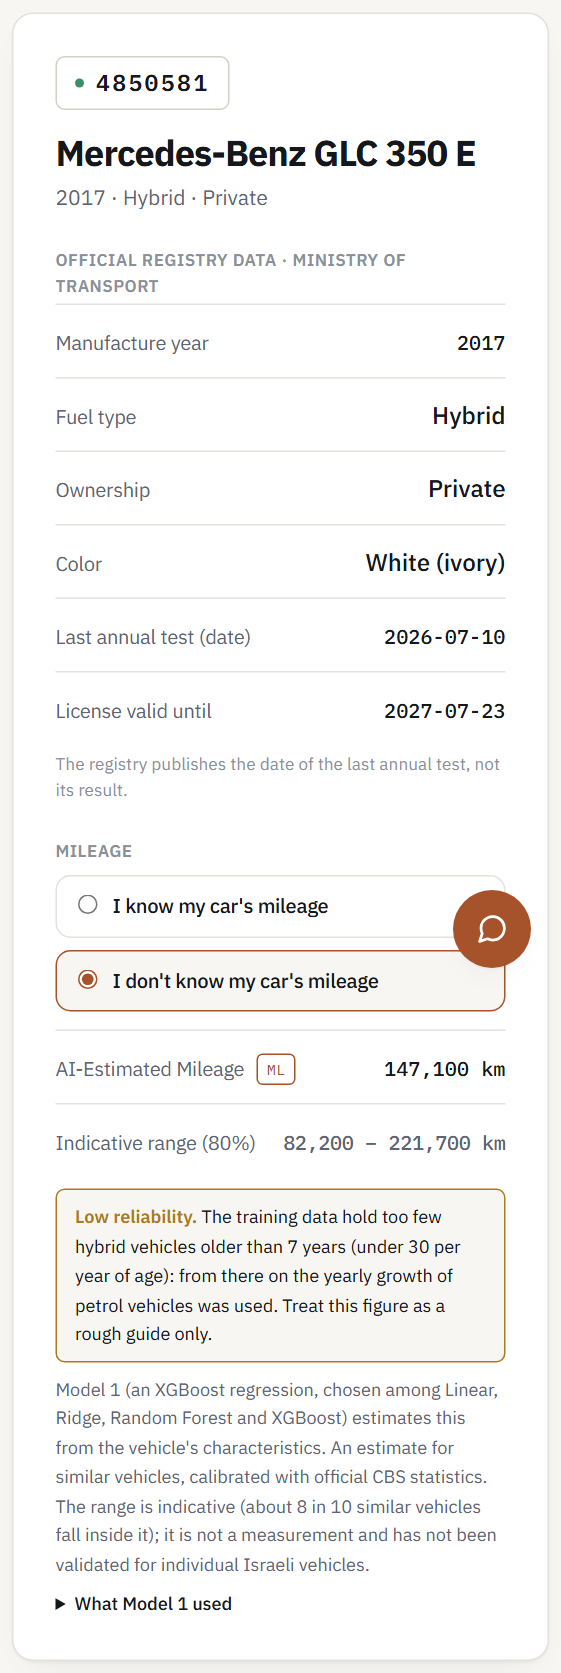 4850581
Mercedes-Benz GLC 350 E
2017 · Hybrid · Private
OFFICIAL REGISTRY DATA · MINISTRY OF
TRANSPORT
Manufacture year 2017
Fuel type Hybrid
Ownership Private
Color White (ivory)
Last annual test (date) 2026-07-10
License valid until 2027-07-23
The registry publishes the date of the last annual test, not
its result.
MILEAGE
I know my car's mileage
I don't know my car's mileage
AI-Estimated Mileage ML 147,100 km
Indicative range (80%) 82,200 – 221,700 km
Low reliability. The training data hold too few
hybrid vehicles older than 7 years (under 30 per
year of age): from there on the yearly growth of
petrol vehicles was used. Treat this figure as a
rough guide only.
Model 1 (an XGBoost regression, chosen among Linear,
Ridge, Random Forest and XGBoost) estimates this
from the vehicle's characteristics. An estimate for
similar vehicles, calibrated with official CBS statistics.
The range is indicative (about 8 in 10 similar vehicles
fall inside it); it is not a measurement and has not been
validated for individual Israeli vehicles.
What Model 1 used